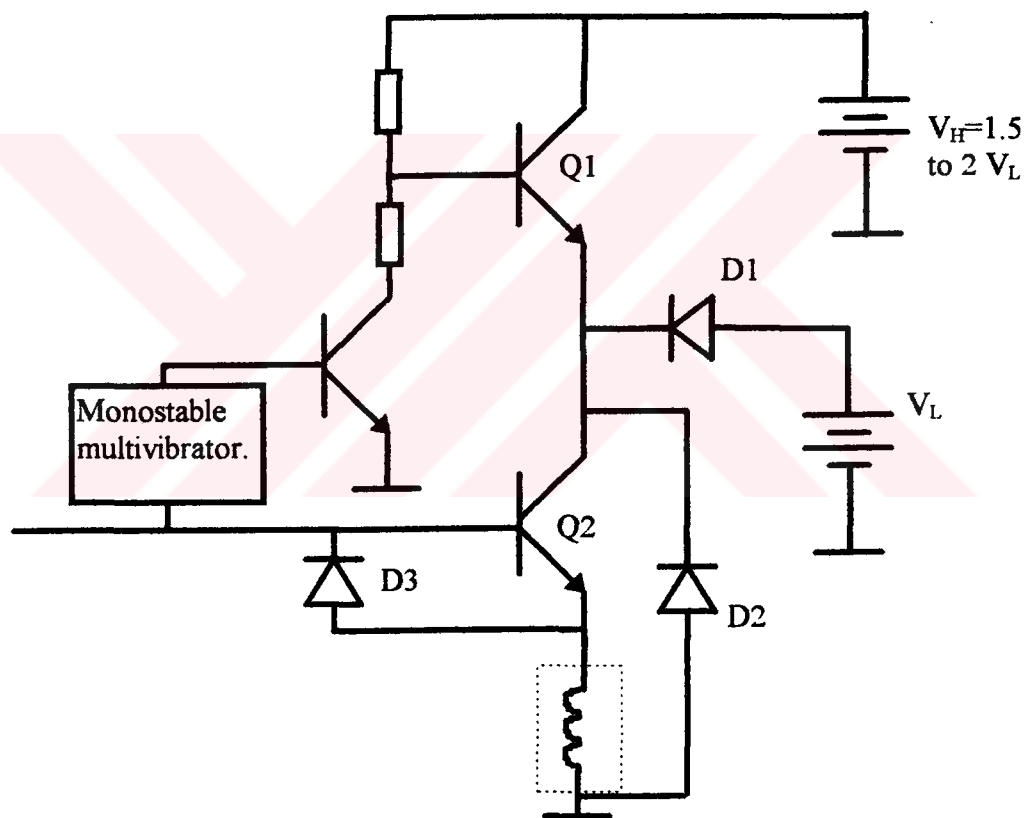 Q1
V_H=1.5
to 2 V_L
D1
V_L
Monostable
multivibrator.
Q2
D3
D2